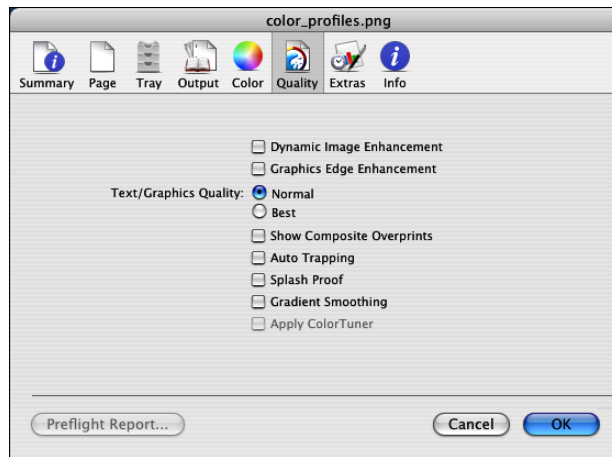 color_profiles.png
Summary Page Tray Output Color Quality Extras Info
Dynamic Image Enhancement
Graphics Edge Enhancement
Text/Graphics Quality: Normal
Best
Show Composite Overprints
Auto Trapping
Splash Proof
Gradient Smoothing
Apply ColorTuner
Preflight Report... Cancel OK